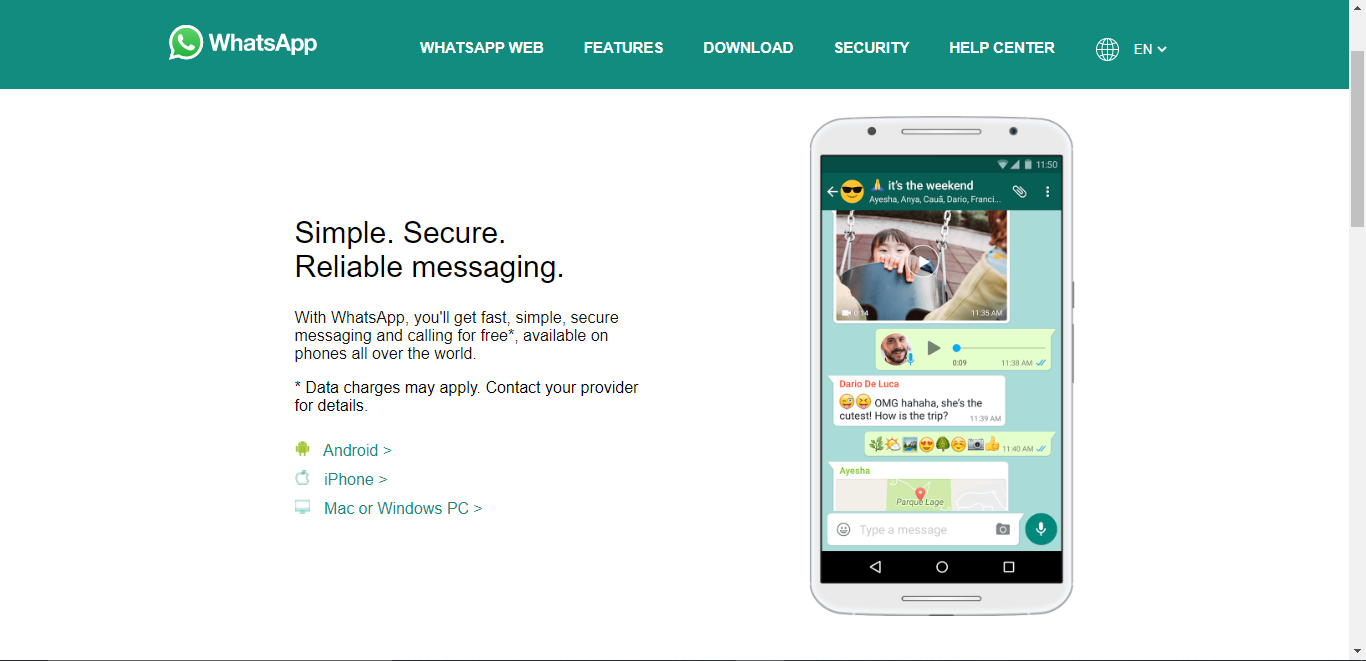 WhatsApp
WHATSAPP WEB
FEATURES
DOWNLOAD
SECURITY
HELP CENTER
EN
Simple. Secure.
Reliable messaging.
With WhatsApp, you'll get fast, simple, secure
messaging and calling for free*, available on
phones all over the world.
* Data charges may apply. Contact your provider
for details.
Android >
iPhone >
Mac or Windows PC >
11:50
🙏 it's the weekend
Ayesha, Anya, Cauã, Dario, Franci...
0:14
11:35 AM
0:09
11:38 AM
Dario De Luca
OMG hahaha, she's the
cutest! How is the trip?
11:39 AM
11:40 AM
Ayesha
Parque Lage
Type a message